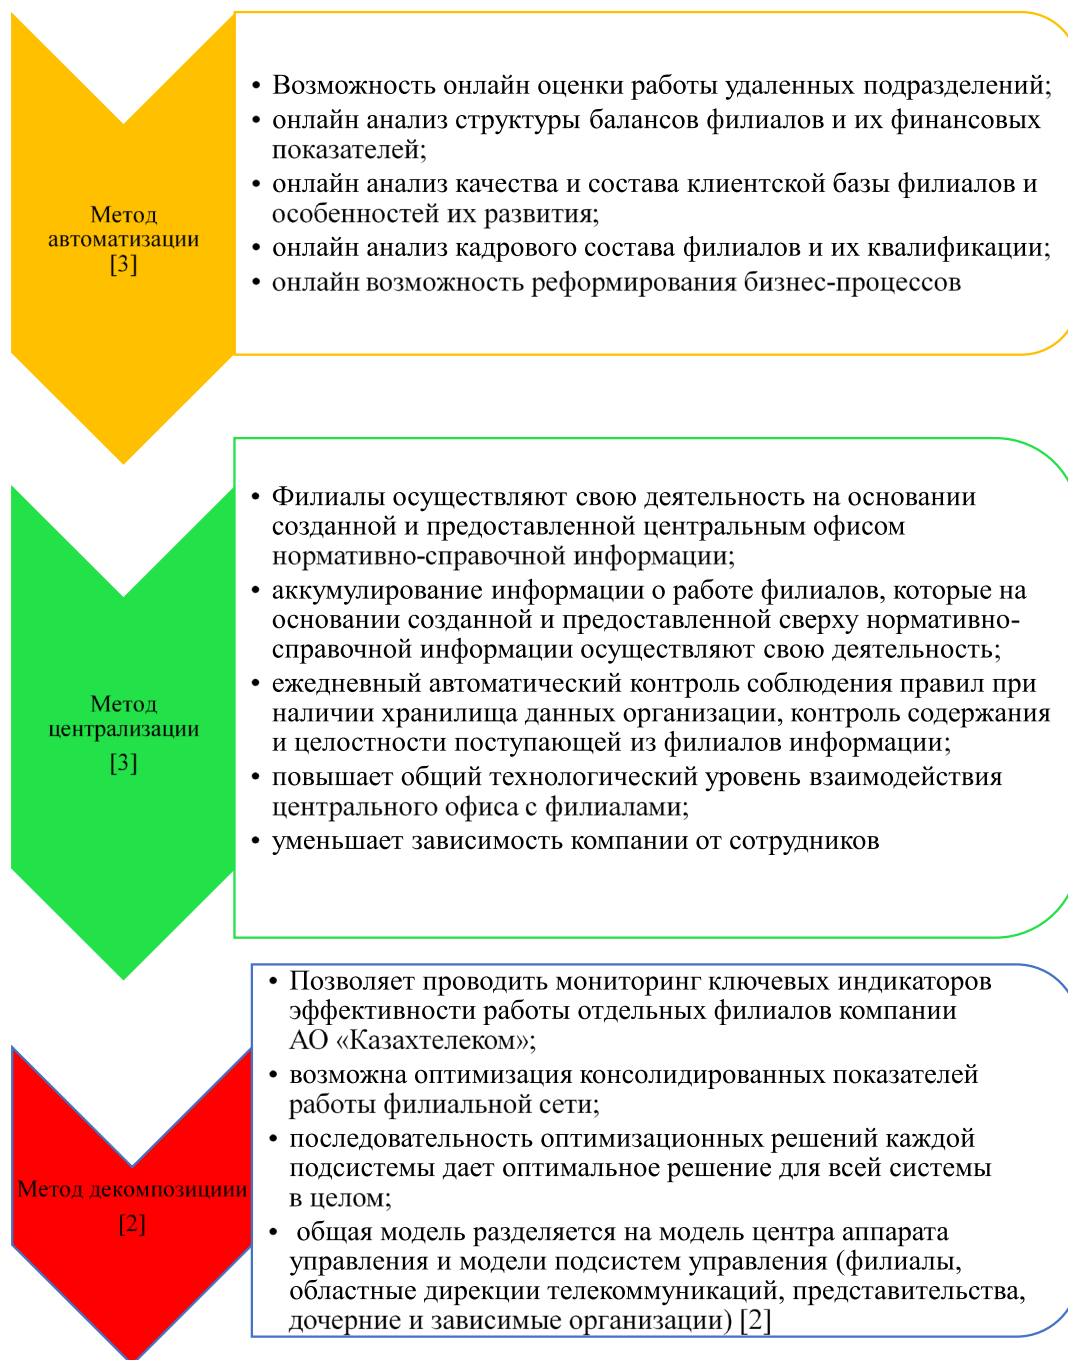 Метод
автоматизации
[3]
• Возможность онлайн оценки работы удаленных подразделений;
• онлайн анализ структуры балансов филиалов и их финансовых
показателей;
• онлайн анализ качества и состава клиентской базы филиалов и
особенностей их развития;
• онлайн анализ кадрового состава филиалов и их квалификации;
• онлайн возможность реформирования бизнес-процессов
Метод
централизации
[3]
• Филиалы осуществляют свою деятельность на основании
созданной и предоставленной центральным офисом
нормативно-справочной информации;
• аккумулирование информации о работе филиалов, которые на
основании созданной и предоставленной сверху нормативно-
справочной информации осуществляют свою деятельность;
• ежедневный автоматический контроль соблюдения правил при
наличии хранилища данных организации, контроль содержания
и целостности поступающей из филиалов информации;
• повышает общий технологический уровень взаимодействия
центрального офиса с филиалами;
• уменьшает зависимость компании от сотрудников
Метод декомпозициии
[2]
• Позволяет проводить мониторинг ключевых индикаторов
эффективности работы отдельных филиалов компании
АО «Казахтелеком»;
• возможна оптимизация консолидированных показателей
работы филиальной сети;
• последовательность оптимизационных решений каждой
подсистемы дает оптимальное решение для всей системы
в целом;
• общая модель разделяется на модель центра аппарата
управления и модели подсистем управления (филиалы,
областные дирекции телекоммуникаций, представительства,
дочерние и зависимые организации) [2]